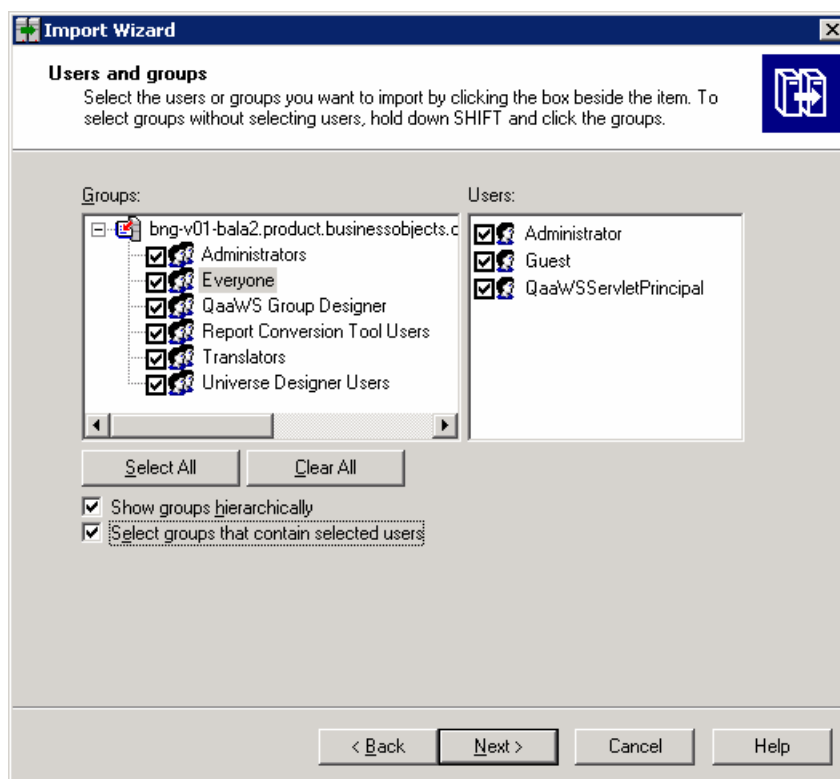 Import Wizard
Users and groups
Select the users or groups you want to import by clicking the box beside the item. To
select groups without selecting users, hold down SHIFT and click the groups.
Groups:
bng-v01-bala2.product.businessobjects.c
Administrators
Everyone
QaaWS Group Designer
Report Conversion Tool Users
Translators
Universe Designer Users
Users:
Administrator
Guest
QaaWSServletPrincipal
Select All
Clear All
Show groups hierarchically
Select groups that contain selected users
< Back
Next >
Cancel
Help